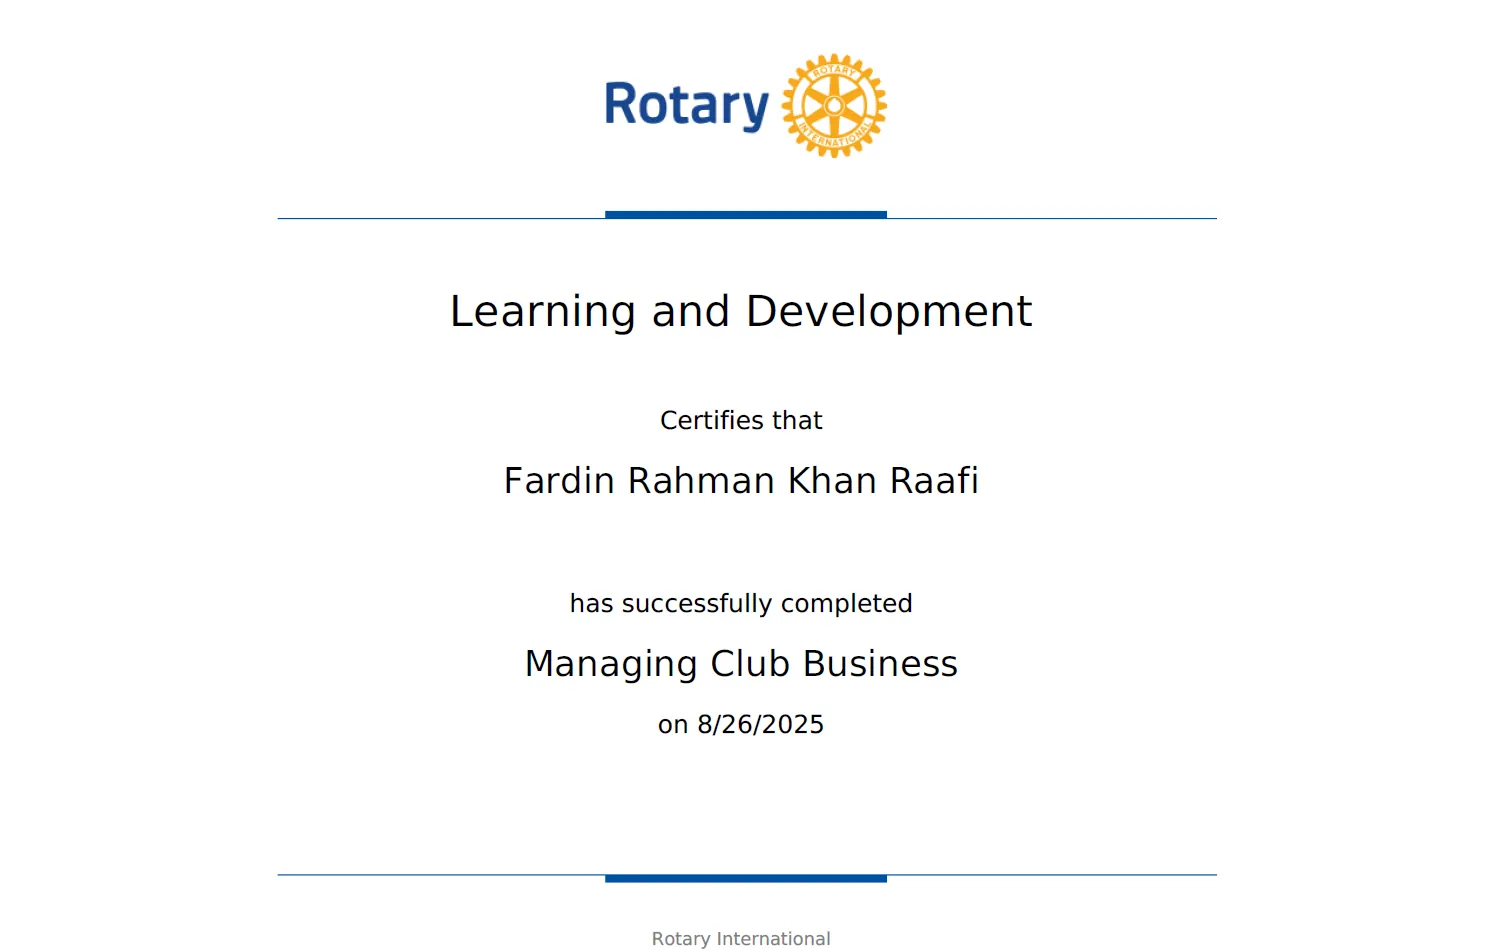 Rotary
ROTARY
INTERNATIONAL
Learning and Development
Certifies that
Fardin Rahman Khan Raafi
has successfully completed
Managing Club Business
on 8/26/2025
Rotary International